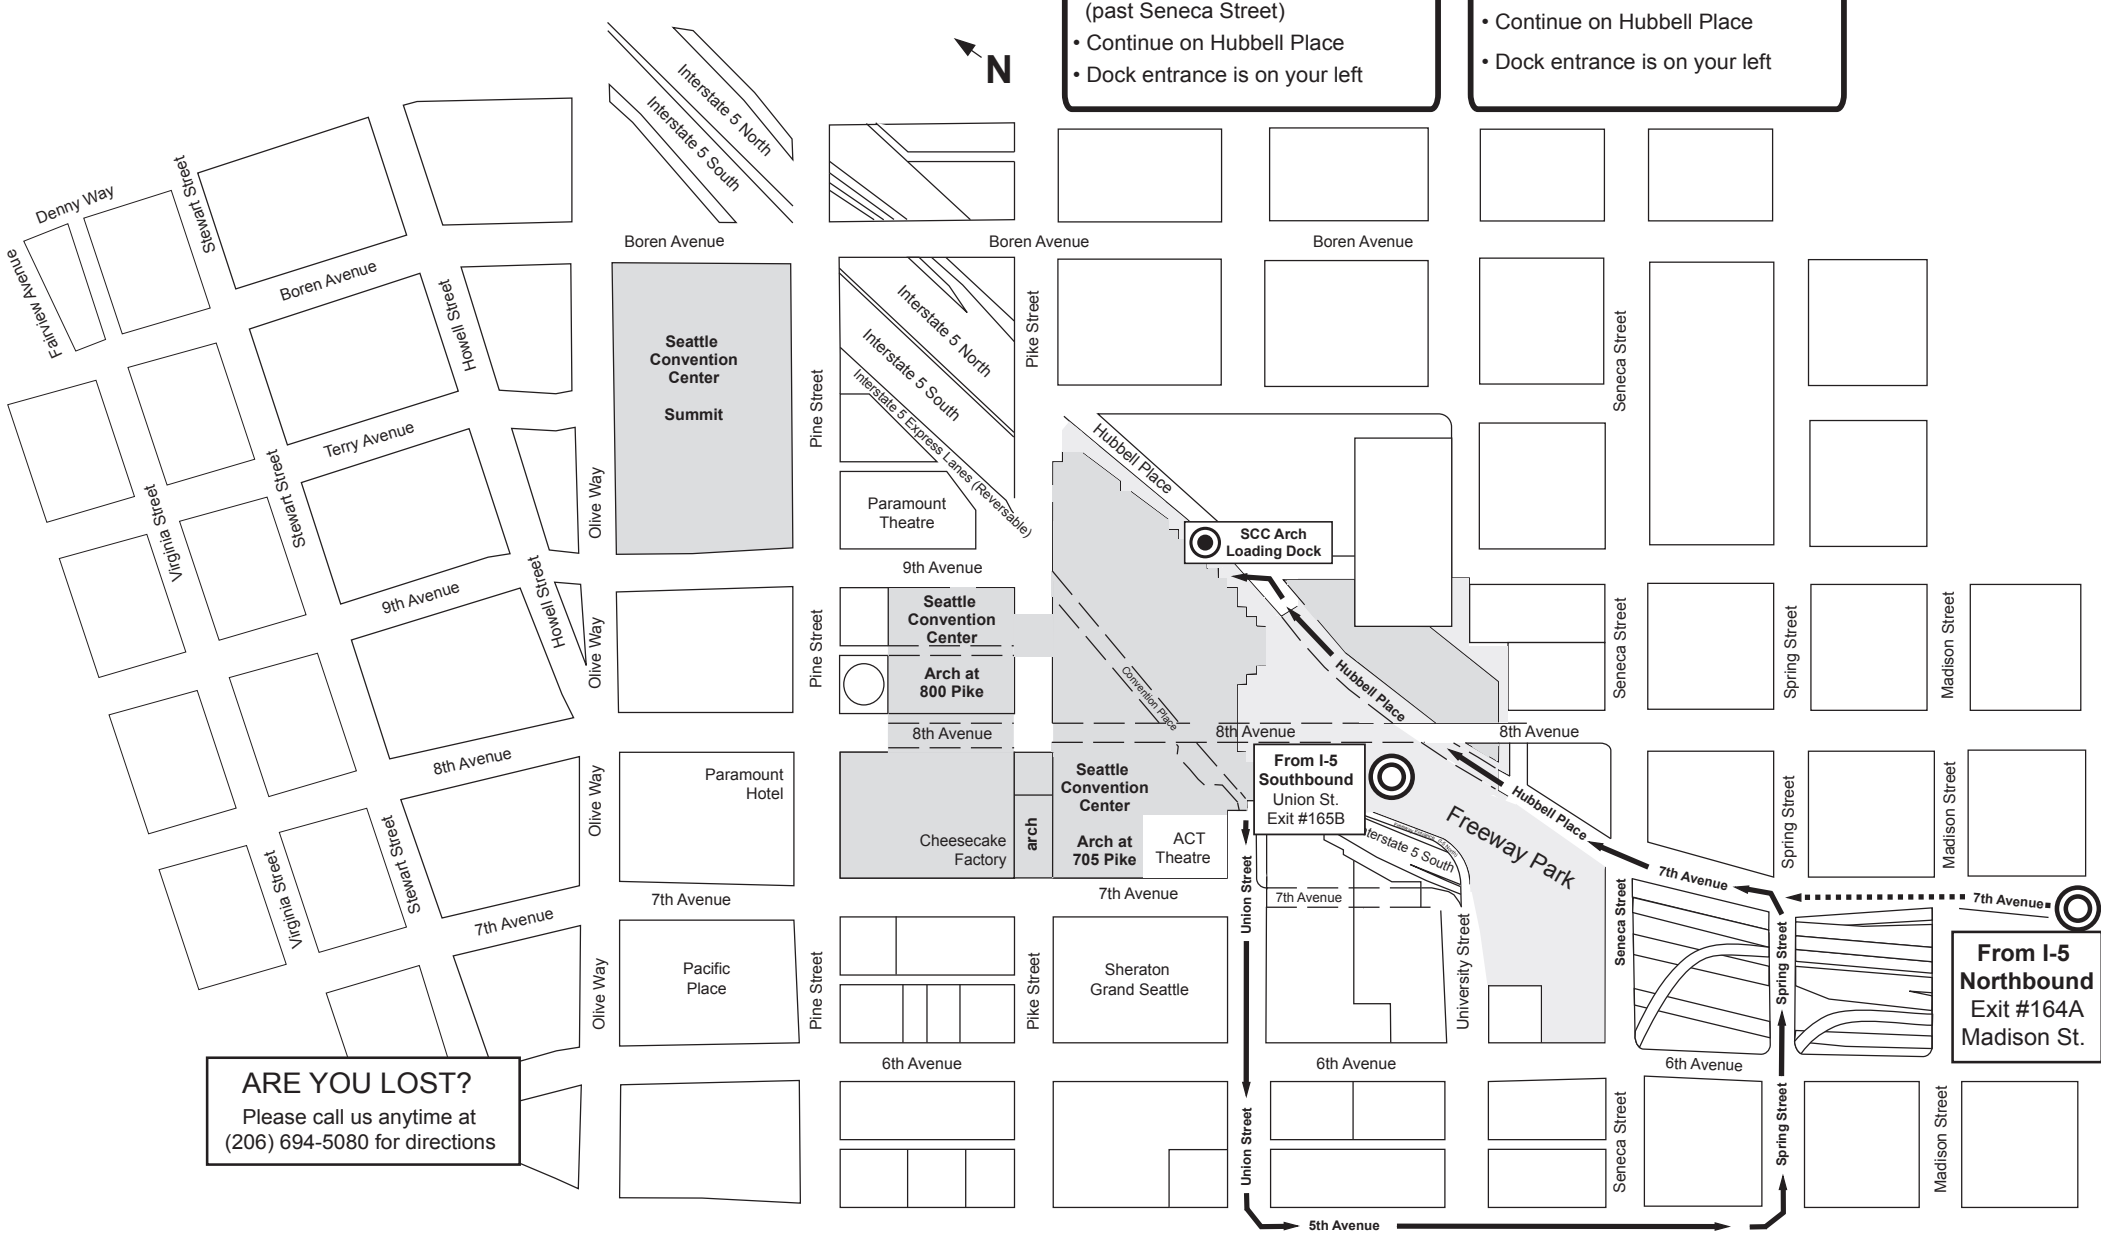 (past Seneca Street)
• Continue on Hubbell Place
• Dock entrance is on your left
• Continue on Hubbell Place
• Dock entrance is on your left
N
Interstate 5 North
Interstate 5 South
Denny Way
Stewart Street
Fairview Avenue
Boren Avenue
Boren Avenue
Boren Avenue
Boren Avenue
Howell Street
Seattle
Convention
Center
Summit
Pine Street
Interstate 5 North
Interstate 5 South
Interstate 5 Express Lanes (Reversable)
Pike Street
Seneca Street
Terry Avenue
Stewart Street
Virginia Street
Olive Way
Paramount
Theatre
Hubbell Place
SCC Arch
Loading Dock
9th Avenue
9th Avenue
Howell Street
Olive Way
Pine Street
Seattle
Convention
Center
Arch at
800 Pike
Convention Place
Hubbell Place
Seneca Street
Spring Street
Madison Street
8th Avenue
8th Avenue
8th Avenue
8th Avenue
Paramount
Hotel
Olive Way
Cheesecake
Factory
arch
Seattle
Convention
Center
Arch at
705 Pike
ACT
Theatre
From I-5
Southbound
Union St.
Exit #165B
Interstate 5 South
Freeway Park
Hubbell Place
Spring Street
Madison Street
Virginia Street
Stewart Street
7th Avenue
7th Avenue
7th Avenue
Union Street
7th Avenue
7th Avenue
7th Avenue
Olive Way
Pacific
Place
Pine Street
Pike Street
Sheraton
Grand Seattle
University Street
Seneca Street
Spring Street
From I-5
Northbound
Exit #164A
Madison St.
6th Avenue
6th Avenue
6th Avenue
ARE YOU LOST?
Please call us anytime at
(206) 694-5080 for directions
Union Street
Seneca Street
Spring Street
Madison Street
5th Avenue